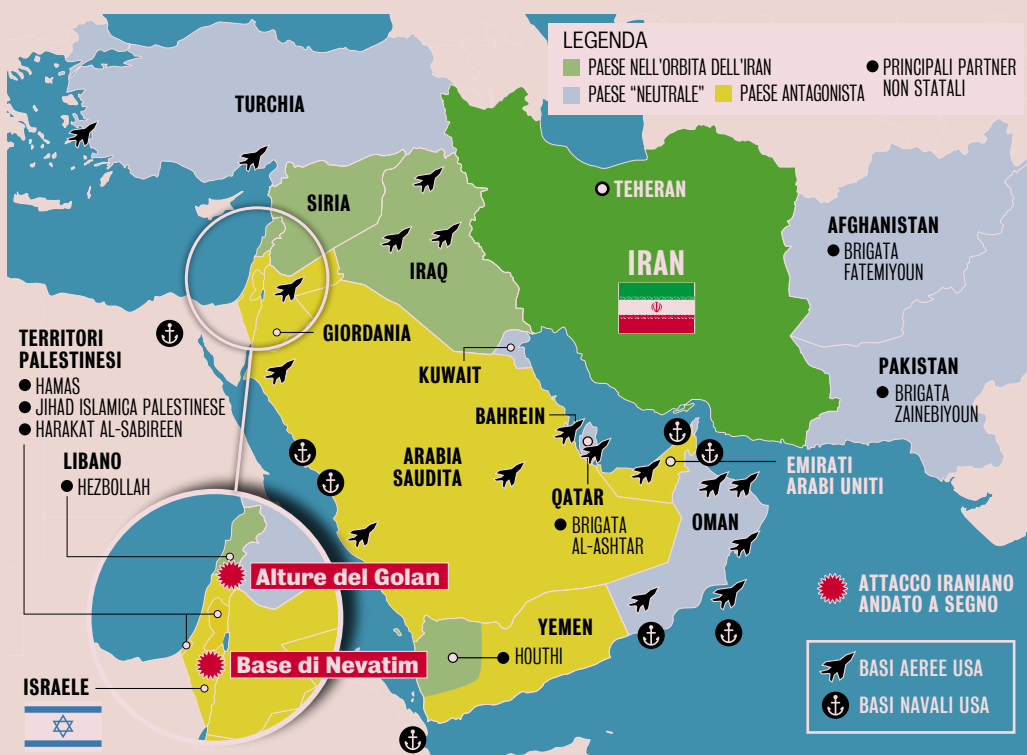 LEGENDA
PAESE NELL'ORBITA DELL'IRAN
PAESE "NEUTRALE"
PAESE ANTAGONISTA
PRINCIPALI PARTNER
NON STATALI
TURCHIA
SIRIA
IRAQ
TEHERAN
IRAN
AFGHANISTAN
BRIGATA
FATEMIYOUN
PAKISTAN
BRIGATA
ZAINEBIYOUN
GIORDANIA
KUWAIT
BAHREIN
ARABIA
SAUDITA
QATAR
BRIGATA
AL-ASHTAR
EMIRATI
ARABI UNITI
OMAN
YEMEN
HOUTHI
TERRITORI
PALESTINESI
HAMAS
JIHAD ISLAMICA PALESTINESE
HARAKAT AL-SABIREEN
LIBANO
HEZBOLLAH
Alture del Golan
Base di Nevatim
ISRAELE
ATTACCO IRANIANO
ANDATO A SEGNO
BASI AEREE USA
BASI NAVALI USA